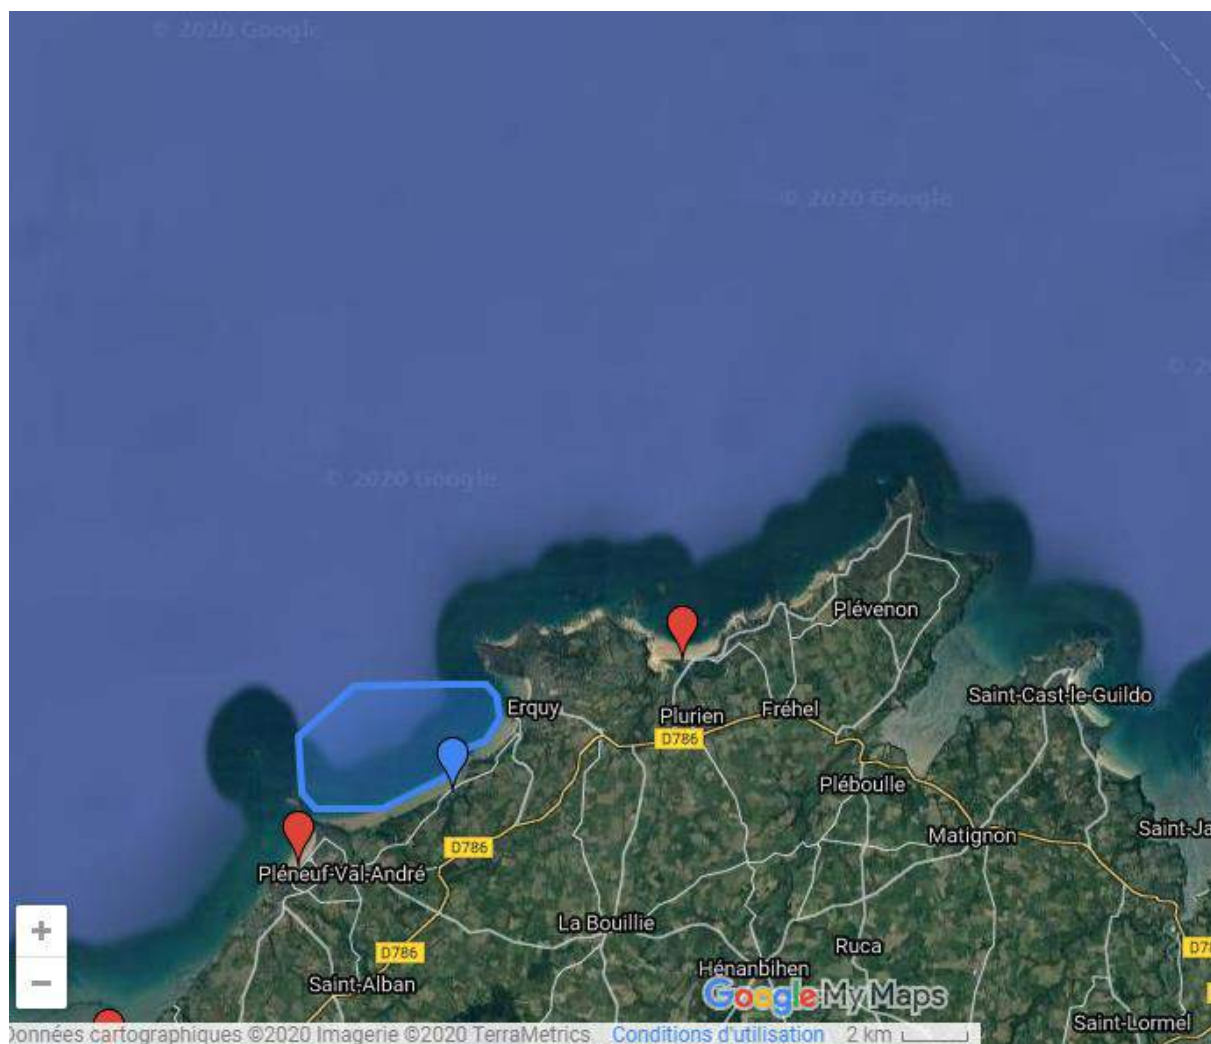 © 2020 Google
© 2020 Google
© 2
© 2020 Google
Plévenon
Saint-Cast-le-Guildo
Erquy
Plurien
Fréhel
D786
Pléboulle
Matignon
Saint-Ja
D786
Pléneuf-Val-André
La Bouillie
Ruca
D78
D786
Hénanbihen
Saint-Alban
Google My Maps
Saint-Lormel
Données cartographiques ©2020 Imagerie ©2020 TerraMetrics Conditions d'utilisation 2 km